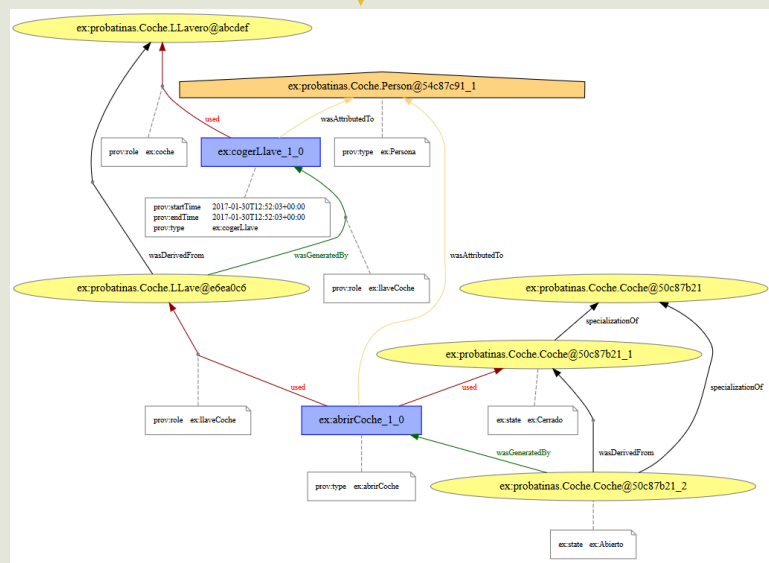 ex:probatinas.Coche.LLavero@abcdef
ex:probatinas.Coche.Person@54c87c91_1
used
wasAttributedTo
prov:role ex:coche
ex:cogerLlave_1_0
prov:type ex:Persona
prov:startTime 2017-01-30T12:52:03+00:00
prov:endTime 2017-01-30T12:52:03+00:00
prov:type ex:cogerLlave
wasDerivedFrom
wasGeneratedBy
wasAttributedTo
ex:probatinas.Coche.LLave@e6ea0c6
prov:role ex:llaveCoche
ex:probatinas.Coche.Coche@50c87b21
specializationOf
ex:probatinas.Coche.Coche@50c87b21_1
used
used
specializationOf
prov:role ex:llaveCoche
ex:abrirCoche_1_0
ex:state ex:Cerrado
wasGeneratedBy
wasDerivedFrom
prov:type ex:abrirCoche
ex:probatinas.Coche.Coche@50c87b21_2
ex:state ex:Abierto